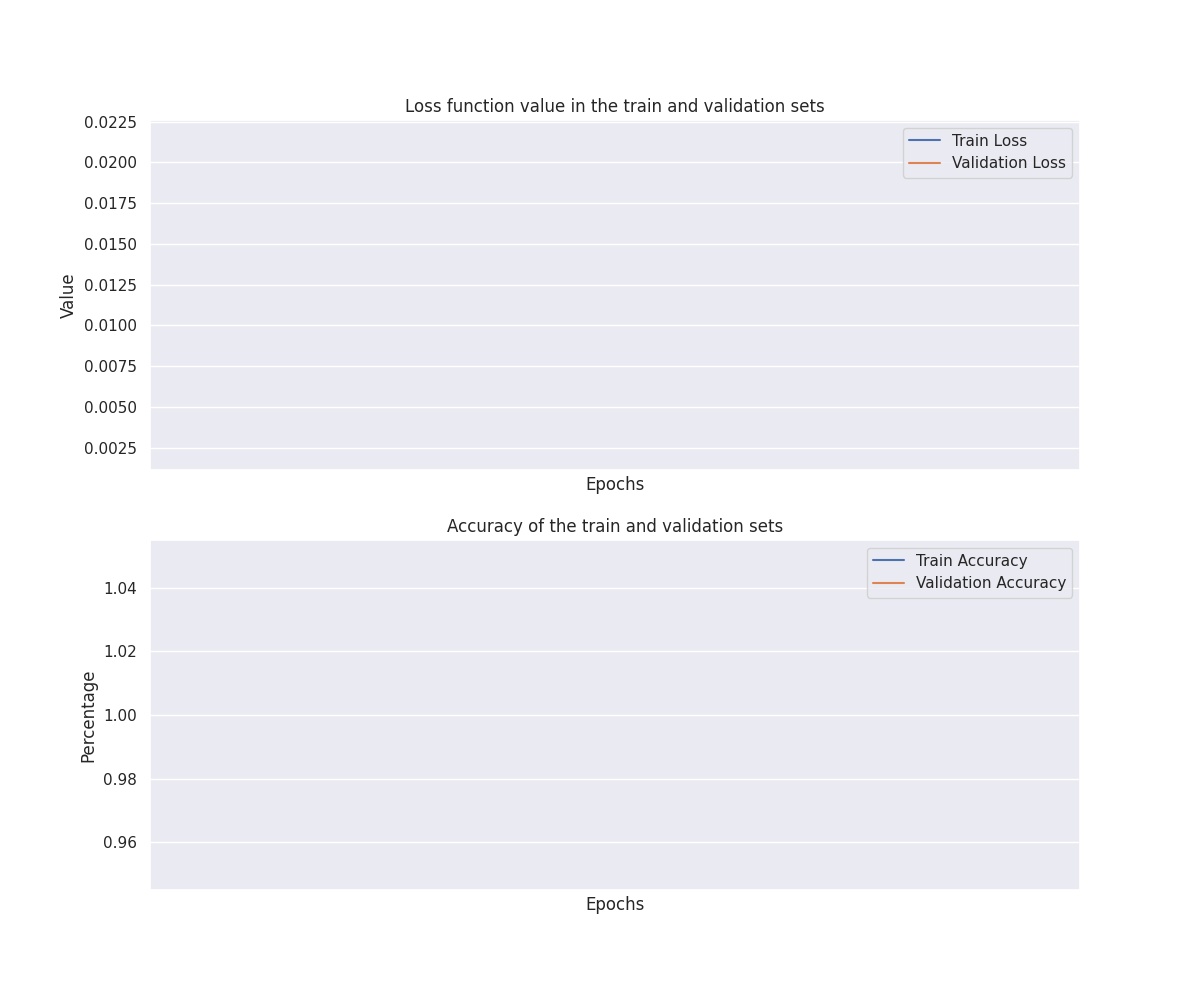 Loss function value in the train and validation sets
0.0225
0.0200
0.0175
0.0150
0.0125
0.0100
0.0075
0.0050
0.0025
Value
Train Loss
Validation Loss
Epochs
Accuracy of the train and validation sets
1.04
1.02
1.00
0.98
0.96
Percentage
Train Accuracy
Validation Accuracy
Epochs